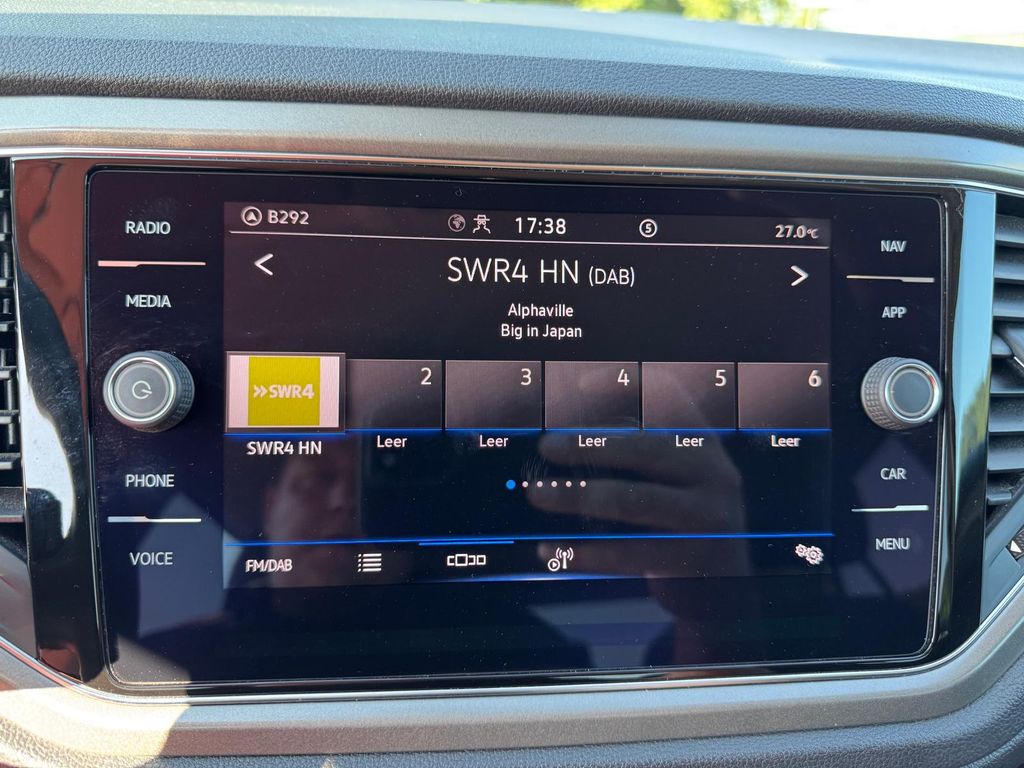 RADIO
MEDIA
PHONE
VOICE
B292
17:38
5
27.0°C
SWR4 HN (DAB)
Alphaville
Big in Japan
»SWR4
2
3
4
5
6
SWR4 HN
Leer
Leer
Leer
Leer
Leer
FM/DAB
NAV
APP
CAR
MENU